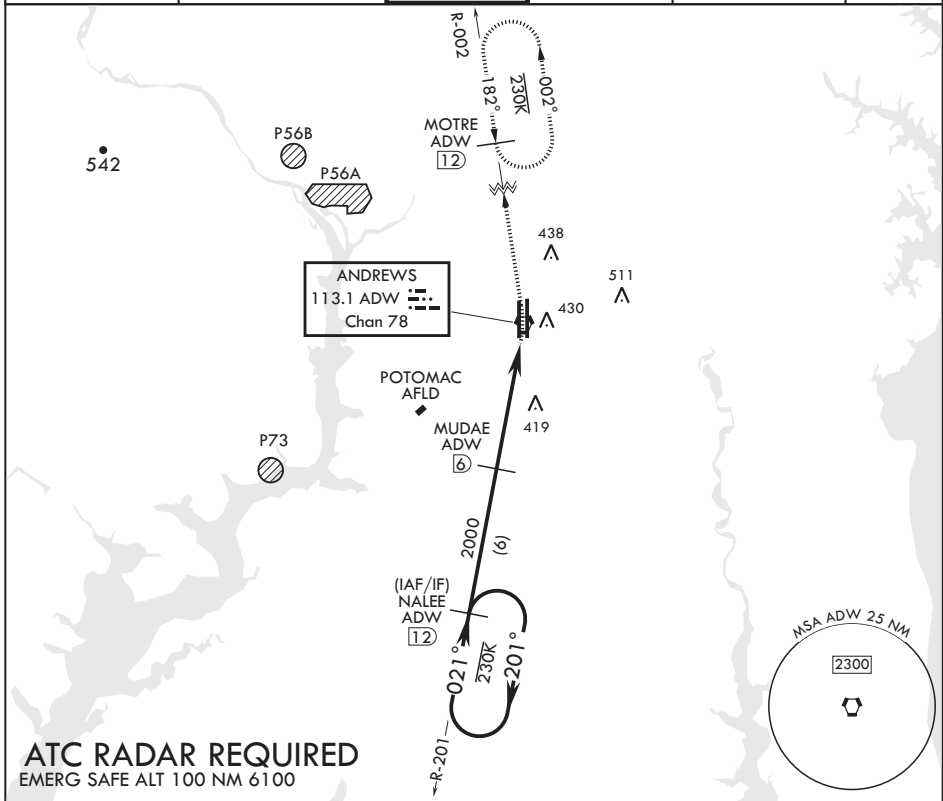 R-002
182°
230K
002°
MOTRE
ADW
12
P56B
542
P56A
438
511
ANDREWS
113.1 ADW
Chan 78
430
POTOMAC
AFLD
MUDAE
ADW
6
419
P73
2000
(6)
(IAF/IF)
NALEE
ADW
12
021°
230K
201°
R-201
MSA ADW 25 NM
2300
ATC RADAR REQUIRED
EMERG SAFE ALT 100 NM 6100